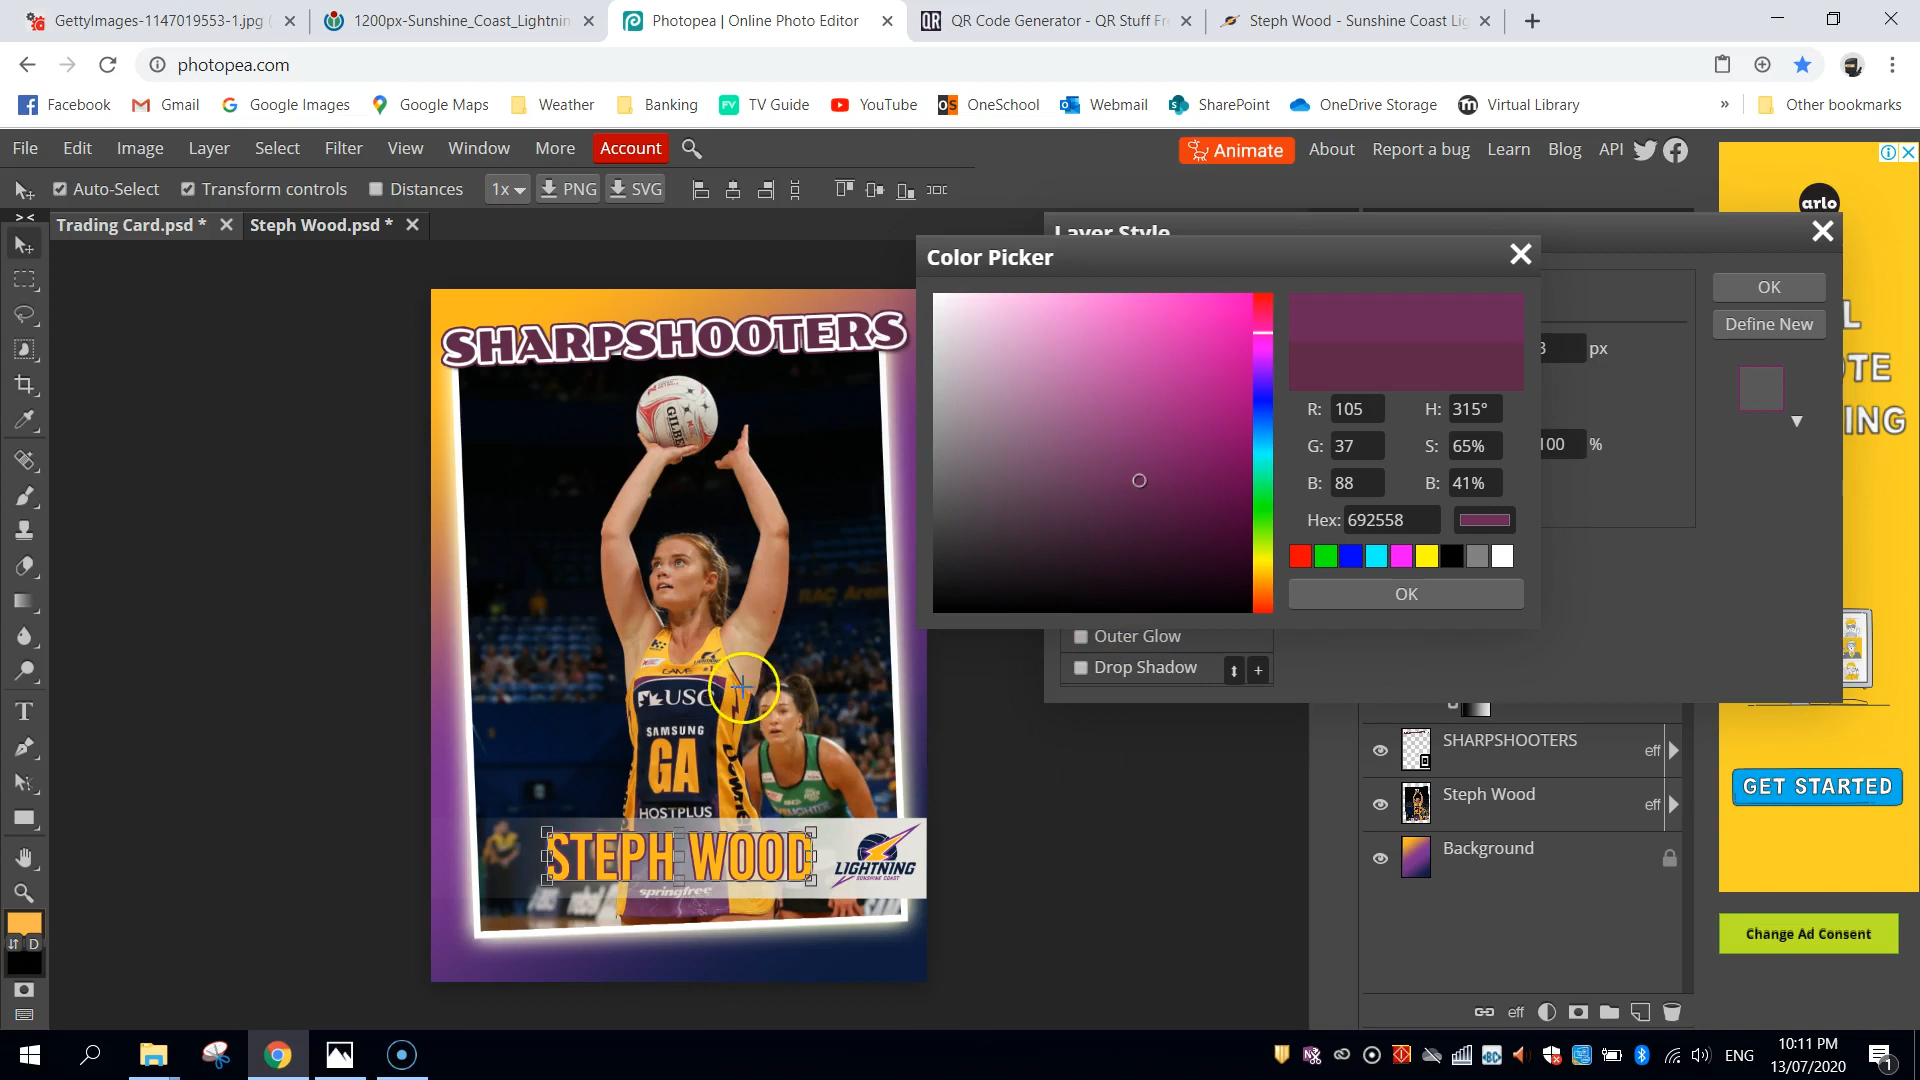 GettyImages-1147019553-1.jpg (
1200px-Sunshine_Coast_Lightnin
Photopea | Online Photo Editor
QR Code Generator - QR Stuff Fr
Steph Wood - Sunshine Coast Lig
photopea.com
Facebook
Gmail
Google Images
Google Maps
Weather
Banking
TV Guide
YouTube
OneSchool
Webmail
SharePoint
OneDrive Storage
Virtual Library
»
Other bookmarks
File Edit Image Layer Select Filter View Window More Account
Animate About Report a bug Learn Blog API
Auto-Select Transform controls Distances 1x PNG SVG
Trading Card.psd *
Steph Wood.psd *
Layer Style
Color Picker
OK
Define New
px
R: 105 H: 315°
G: 37 S: 65%
B: 88 B: 41%
100 %
Hex: 692558
OK
Outer Glow
Drop Shadow
SHARPSHOOTERS
GILBE
USC
SAMSUNG
GA
HOSTPLUS
STEPH WOOD
LIGHTNING
SUNSHINE COAST
springfree
SHARPSHOOTERS eff
Steph Wood eff
Background
eff
arlo
GET STARTED
Change Ad Consent
T
D
ENG
10:11 PM
13/07/2020
1